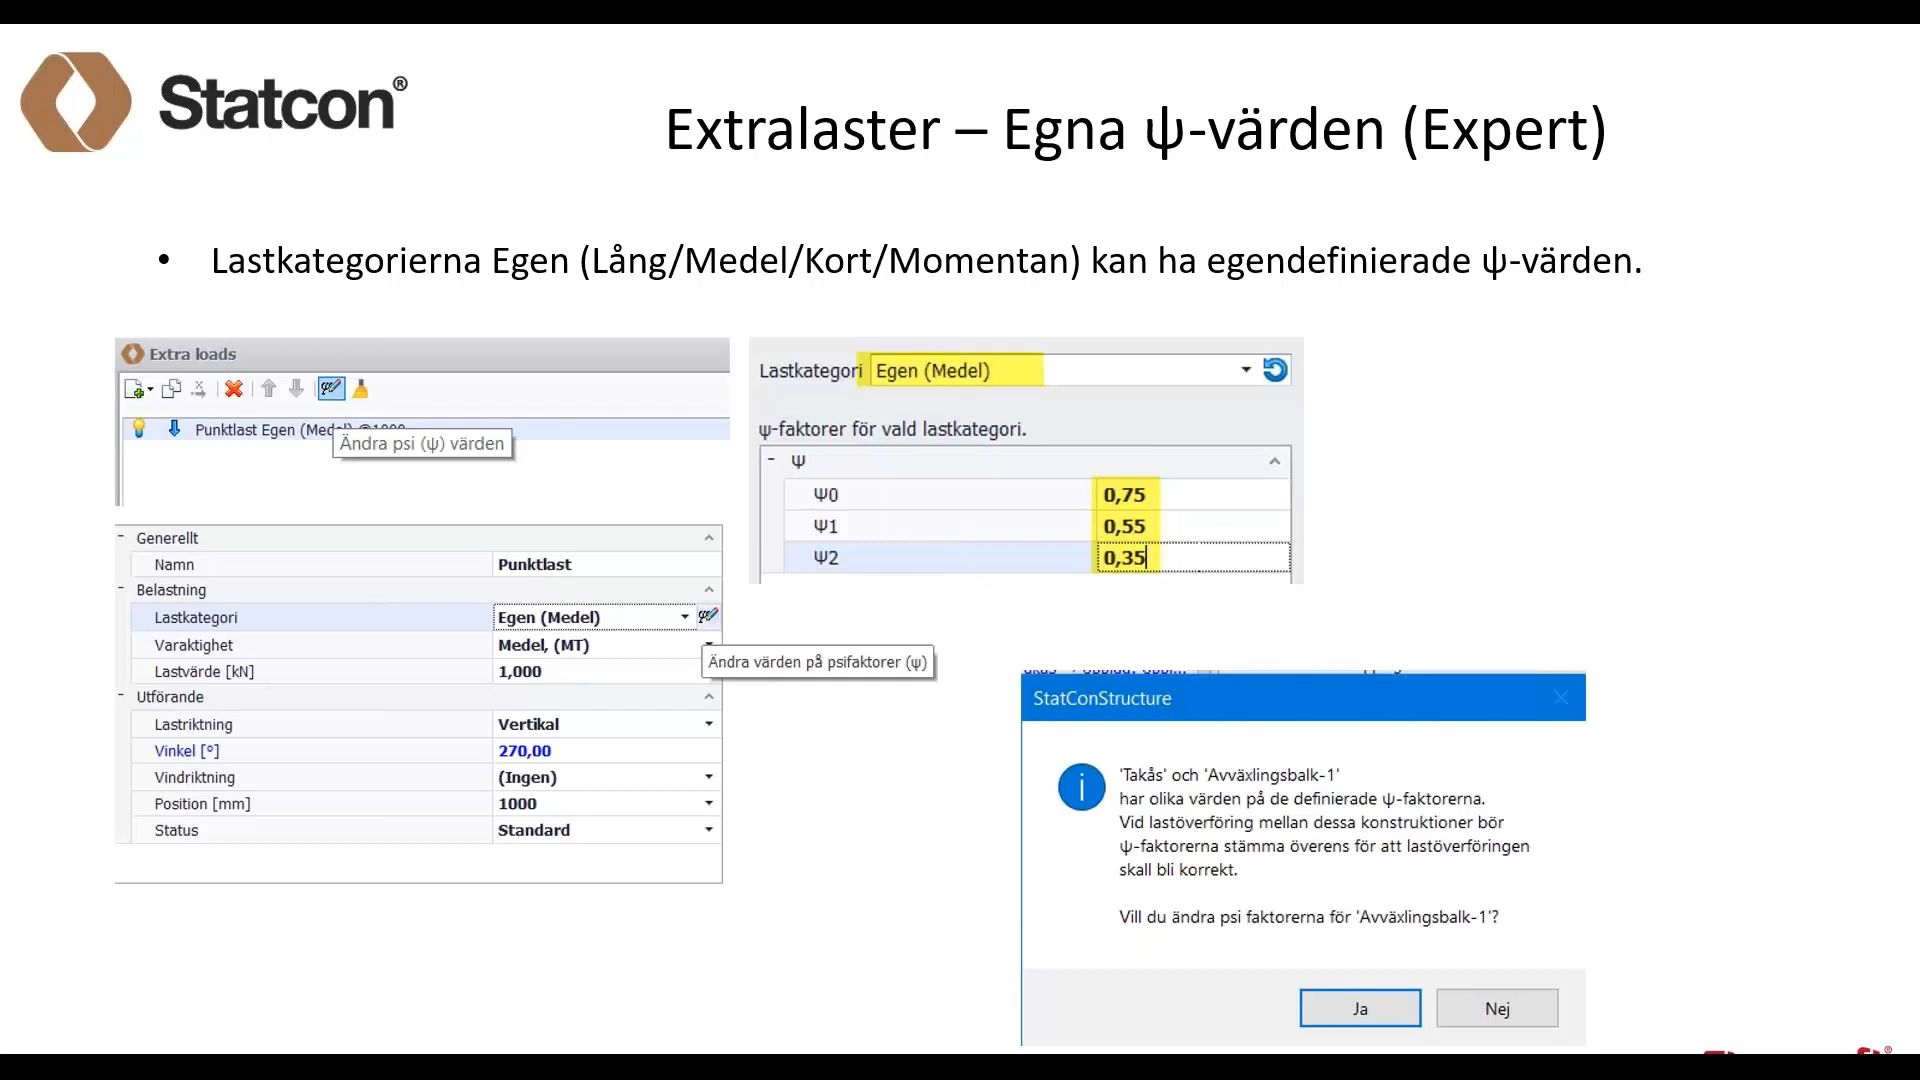 Statcon®
Extralaster – Egna ψ-värden (Expert)
• Lastkategorierna Egen (Lång/Medel/Kort/Momentan) kan ha egendefinierade ψ-värden.
Extra loads
Punktlast Egen (Med
Ändra psi (ψ) värden
Generellt
Namn Punktlast
Belastning
Lastkategori Egen (Medel)
Varaktighet Medel, (MT)
Lastvärde [kN] 1,000
Utförande
Lastriktning Vertikal
Vinkel [°] 270,00
Vindriktning (Ingen)
Position [mm] 1000
Status Standard
Ändra värden på psifaktorer (ψ)
Lastkategori Egen (Medel)
ψ-faktorer för vald lastkategori.
Ψ
Ψ0 0,75
Ψ1 0,55
Ψ2 0,35
StatConStructure
'Takås' och 'Avväxlingsbalk-1'
har olika värden på de definierade ψ-faktorerna.
Vid lastöverföring mellan dessa konstruktioner bör
ψ-faktorerna stämma överens för att lastöverföringen
skall bli korrekt.
Vill du ändra psi faktorerna för 'Avväxlingsbalk-1'?
Ja Nej